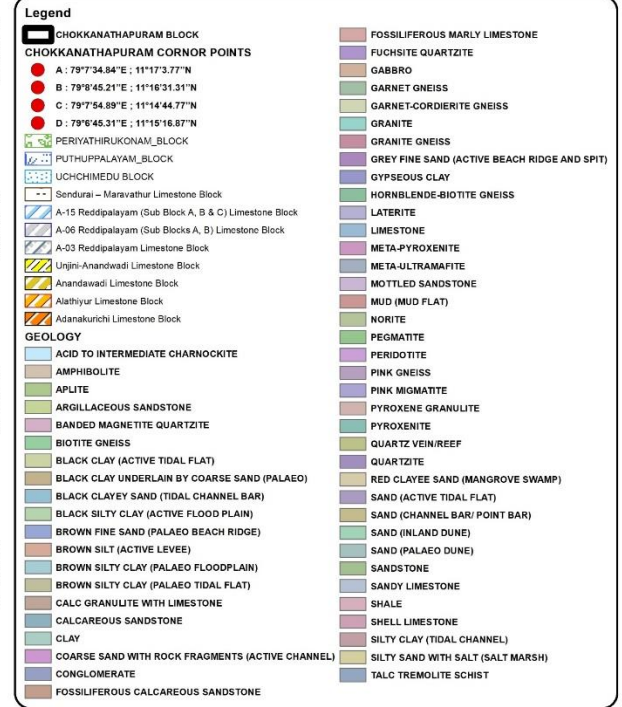 Legend
CHOKKANATHAPURAM BLOCK
CHOKKANATHAPURAM CORNOR POINTS
A : 79°7'34.84"E ; 11°17'3.77"N
B : 79°8'45.21"E ; 11°16'31.31"N
C : 79°7'54.89"E ; 11°14'44.77"N
D : 79°6'45.31"E ; 11°15'16.87"N
PERIYATHIRUKONAM_BLOCK
PUTHUPPALAYAM_BLOCK
UCHCHIMEDU BLOCK
Sendurai – Maravathur Limestone Block
A-15 Reddipalayam (Sub Block A, B & C) Limestone Block
A-06 Reddipalayam (Sub Blocks A, B) Limestone Block
A-03 Reddipalayam Limestone Block
Unjini-Anandwadi Limestone Block
Anandawadi Limestone Block
Alathiyur Limestone Block
Adanakurichi Limestone Block
GEOLOGY
ACID TO INTERMEDIATE CHARNOCKITE
AMPHIBOLITE
APLITE
ARGILLACEOUS SANDSTONE
BANDED MAGNETITE QUARTZITE
BIOTITE GNEISS
BLACK CLAY (ACTIVE TIDAL FLAT)
BLACK CLAY UNDERLAIN BY COARSE SAND (PALAEO)
BLACK CLAYEY SAND (TIDAL CHANNEL BAR)
BLACK SILTY CLAY (ACTIVE FLOOD PLAIN)
BROWN FINE SAND (PALAEO BEACH RIDGE)
BROWN SILT (ACTIVE LEVEE)
BROWN SILTY CLAY (PALAEO FLOODPLAIN)
BROWN SILTY CLAY (PALAEO TIDAL FLAT)
CALC GRANULITE WITH LIMESTONE
CALCAREOUS SANDSTONE
CLAY
COARSE SAND WITH ROCK FRAGMENTS (ACTIVE CHANNEL)
CONGLOMERATE
FOSSILIFEROUS CALCAREOUS SANDSTONE
FOSSILIFEROUS MARLY LIMESTONE
FUCHSITE QUARTZITE
GABBRO
GARNET GNEISS
GARNET-CORDIERITE GNEISS
GRANITE
GRANITE GNEISS
GREY FINE SAND (ACTIVE BEACH RIDGE AND SPIT)
GYPSEOUS CLAY
HORNBLENDE-BIOTITE GNEISS
LATERITE
LIMESTONE
META-PYROXENITE
META-ULTRAMAFITE
MOTTLED SANDSTONE
MUD (MUD FLAT)
NORITE
PEGMATITE
PERIDOTITE
PINK GNEISS
PINK MIGMATITE
PYROXENE GRANULITE
PYROXENITE
QUARTZ VEIN/REEF
QUARTZITE
RED CLAYEE SAND (MANGROVE SWAMP)
SAND (ACTIVE TIDAL FLAT)
SAND (CHANNEL BAR/ POINT BAR)
SAND (INLAND DUNE)
SAND (PALAEO DUNE)
SANDSTONE
SANDY LIMESTONE
SHALE
SHELL LIMESTONE
SILTY CLAY (TIDAL CHANNEL)
SILTY SAND WITH SALT (SALT MARSH)
TALC TREMOLITE SCHIST